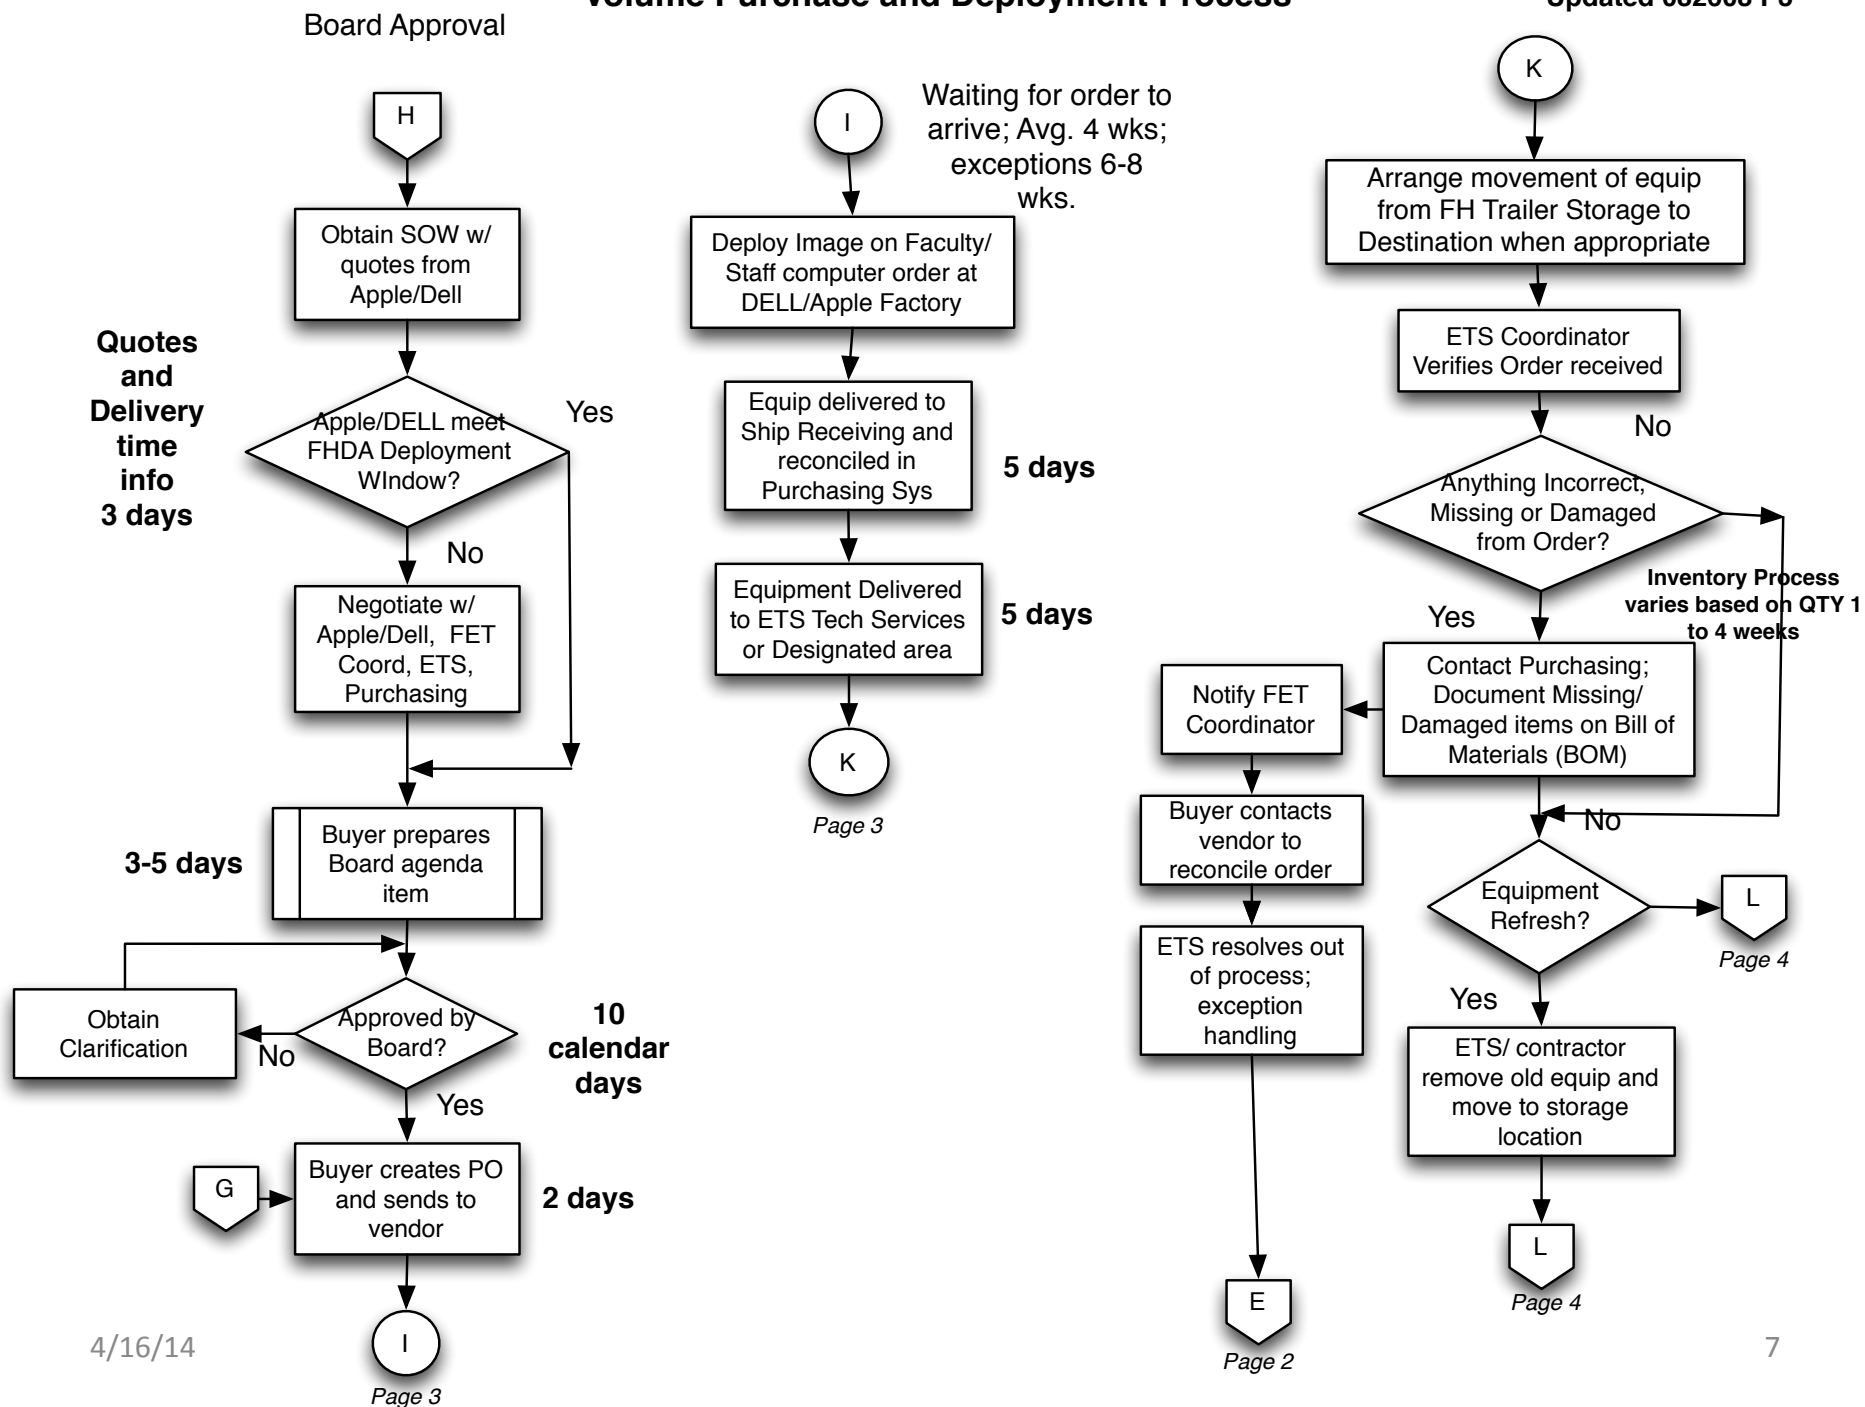 Volume Purchase and Deployment Process
Board Approval
H
Obtain SOW w/
quotes from
Apple/Dell
Quotes
and
Delivery
time
info
3 days
Apple/DELL meet
FHDA Deployment
WIndow?
Yes
No
Negotiate w/
Apple/Dell, FET
Coord, ETS,
Purchasing
3-5 days
Buyer prepares
Board agenda
item
Obtain
Clarification
No
Approved by
Board?
10
calendar
days
Yes
G
Buyer creates PO
and sends to
vendor
2 days
I
Page 3
4/16/14
I
Waiting for order to
arrive; Avg. 4 wks;
exceptions 6-8
wks.
Deploy Image on Faculty/
Staff computer order at
DELL/Apple Factory
Equip delivered to
Ship Receiving and
reconciled in
Purchasing Sys
5 days
Equipment Delivered
to ETS Tech Services
or Designated area
5 days
K
Page 3
K
Arrange movement of equip
from FH Trailer Storage to
Destination when appropriate
ETS Coordinator
Verifies Order received
No
Anything Incorrect,
Missing or Damaged
from Order?
Inventory Process
varies based on QTY 1
to 4 weeks
Yes
Contact Purchasing;
Document Missing/
Damaged items on Bill of
Materials (BOM)
Notify FET
Coordinator
Buyer contacts
vendor to
reconcile order
ETS resolves out
of process;
exception
handling
E
Page 2
No
Equipment
Refresh?
L
Page 4
Yes
ETS/ contractor
remove old equip and
move to storage
location
L
Page 4
7